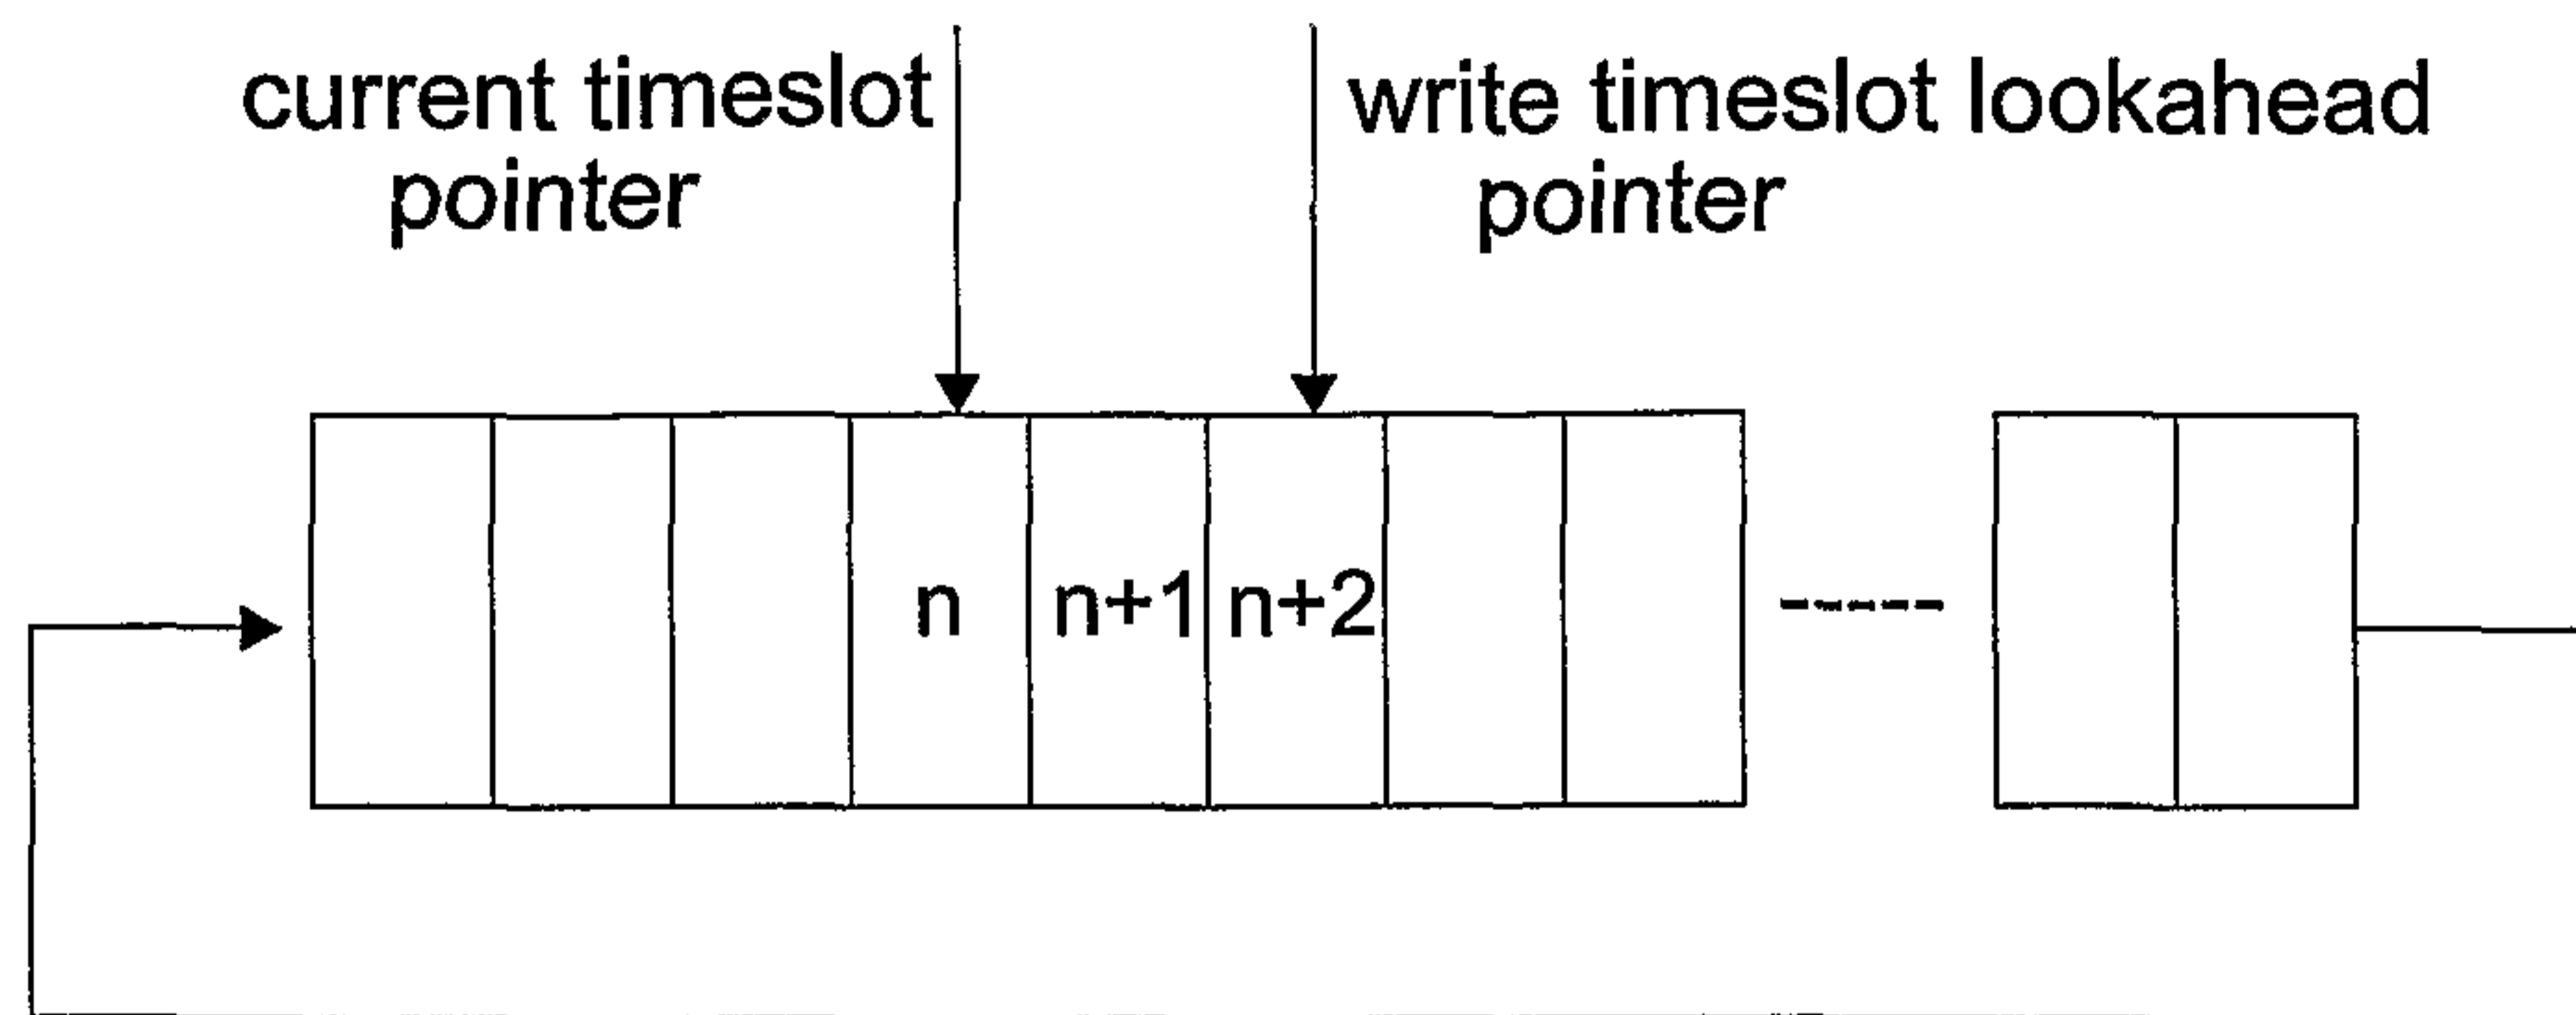 current timeslot
pointer
write timeslot lookahead
pointer
n
n+1
n+2